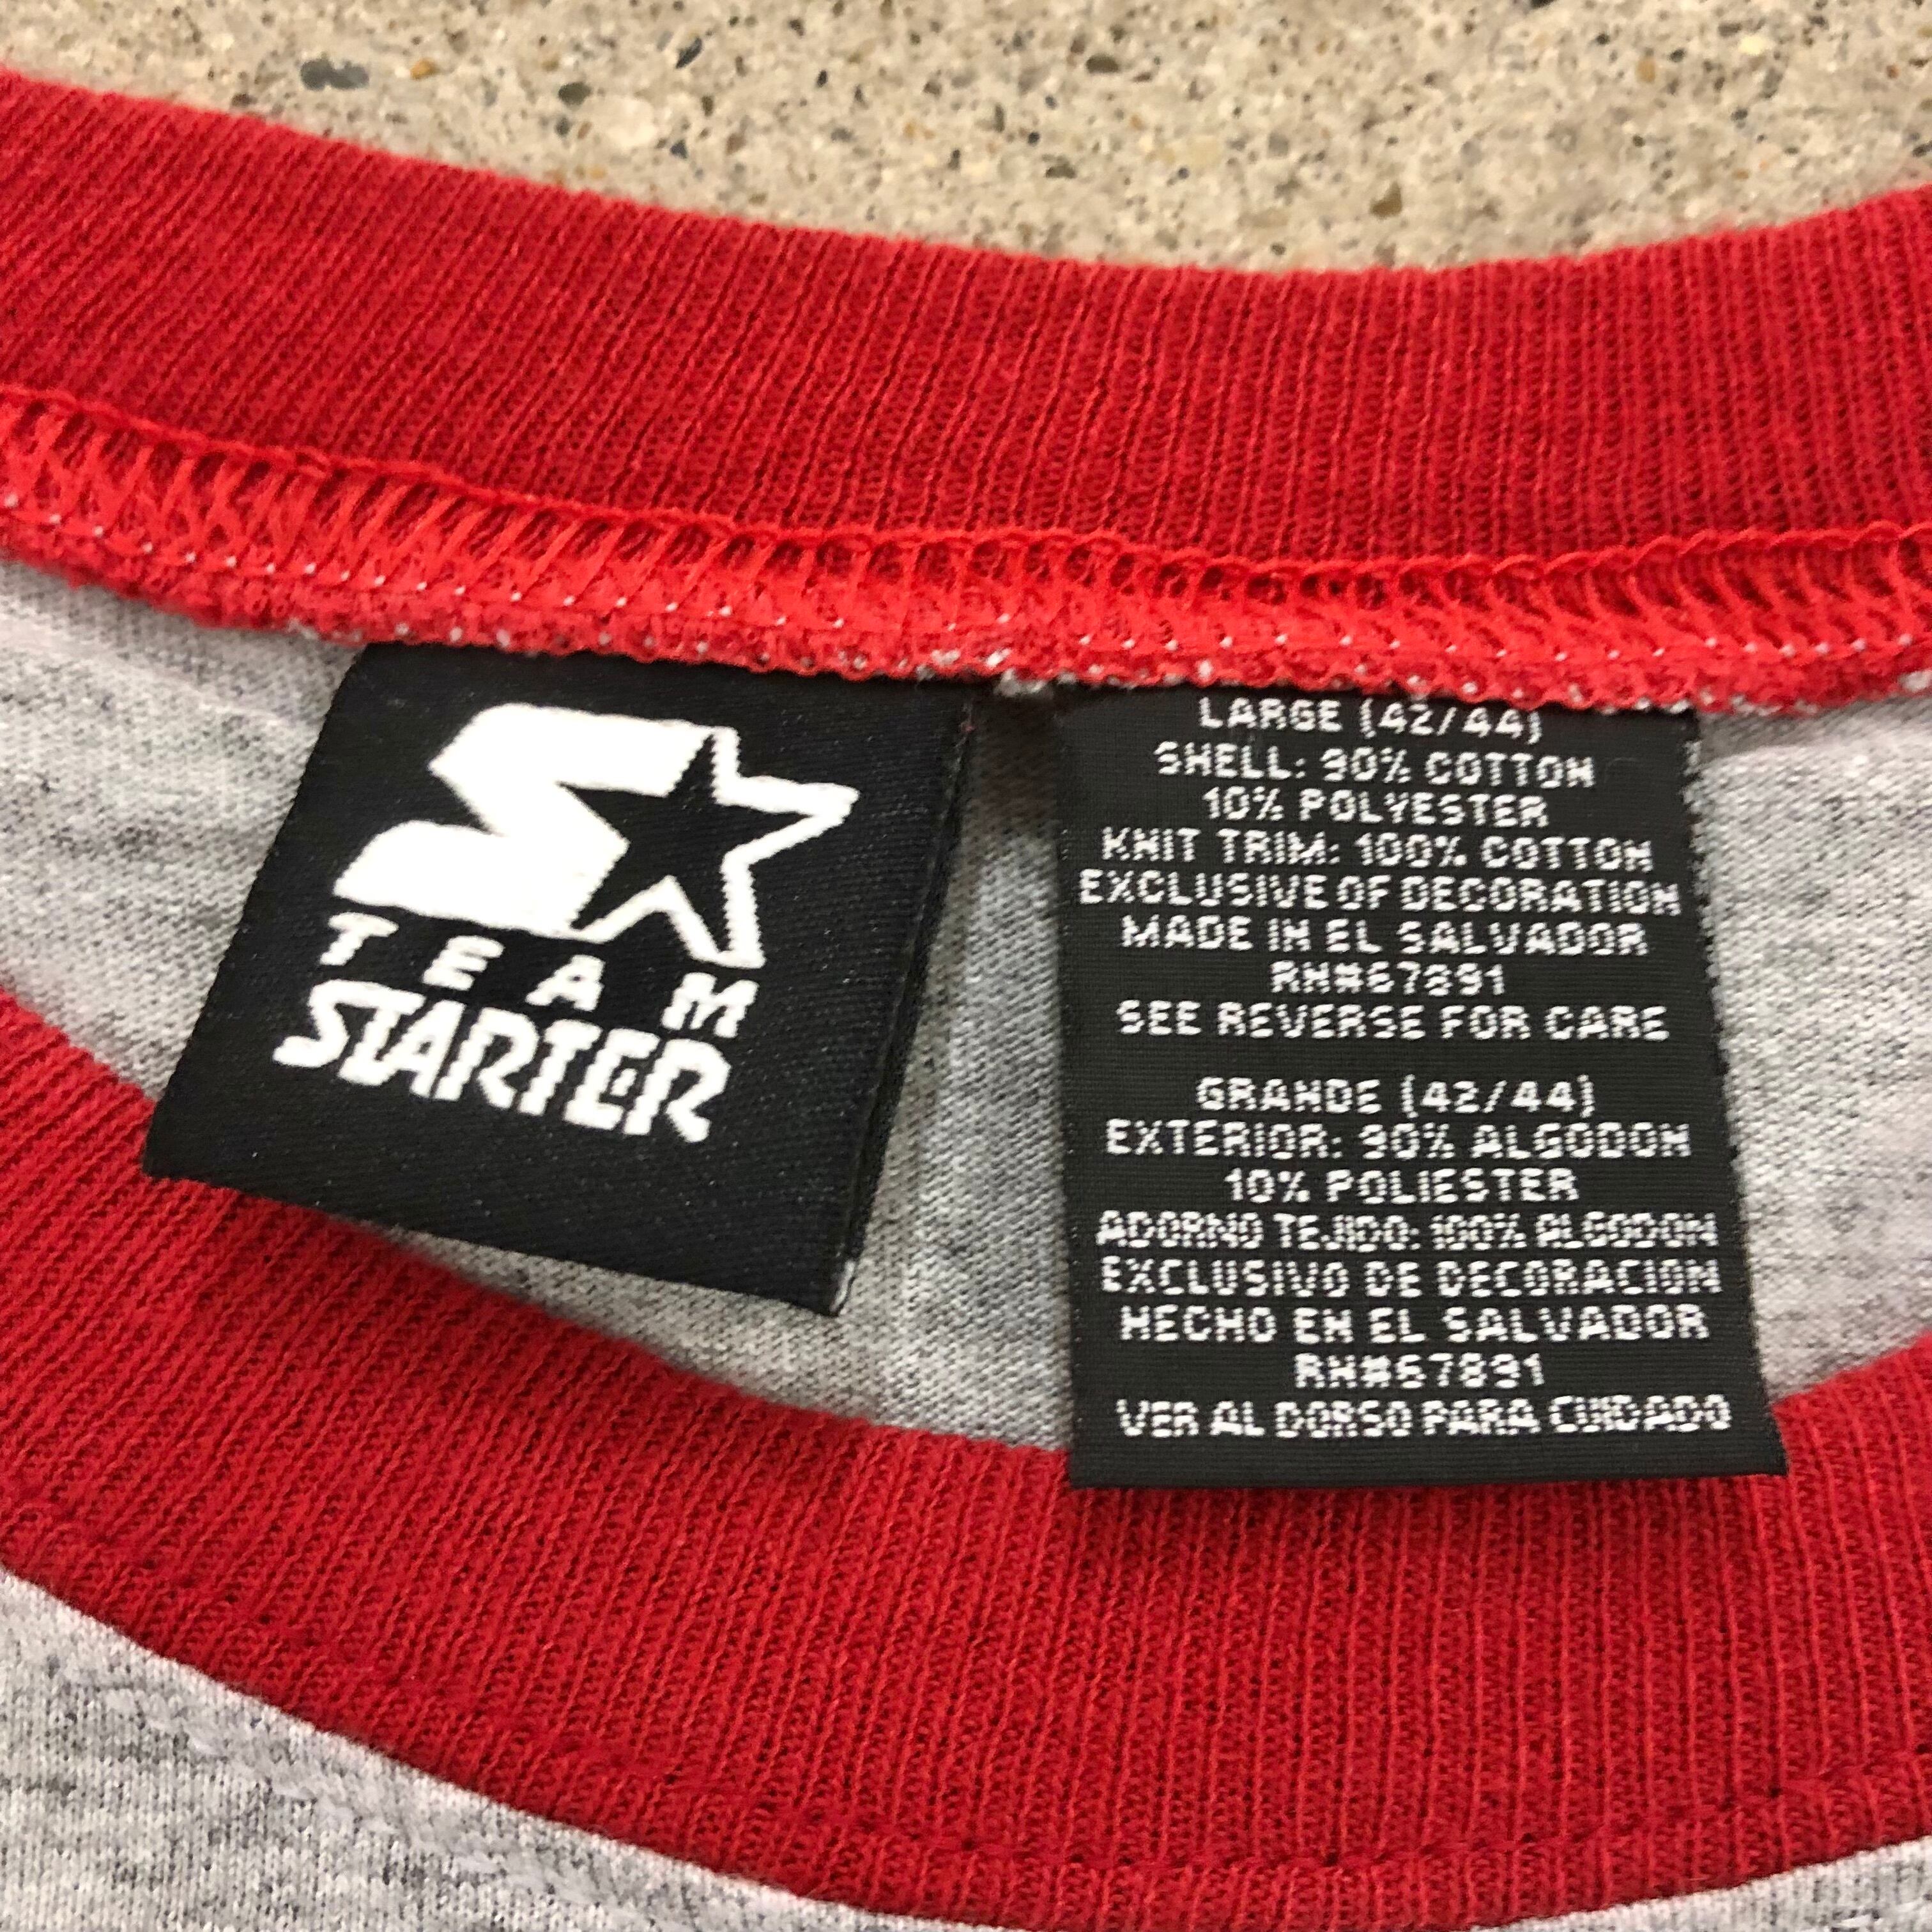 TEAM
STARTER
LARGE (42/44)
SHELL: 90% COTTON
10% POLYESTER
KNIT TRIM: 100% COTTON
EXCLUSIVE OF DECORATION
MADE IN EL SALVADOR
RN#67891
SEE REVERSE FOR CARE
GRANDE (42/44)
EXTERIOR: 90% ALGODON
10% POLIESTER
ADORNO TEJIDO: 100% ALGODON
EXCLUSIVO DE DECORACION
HECHO EN EL SALVADOR
RN#67891
VER AL DORSO PARA CUIDADO